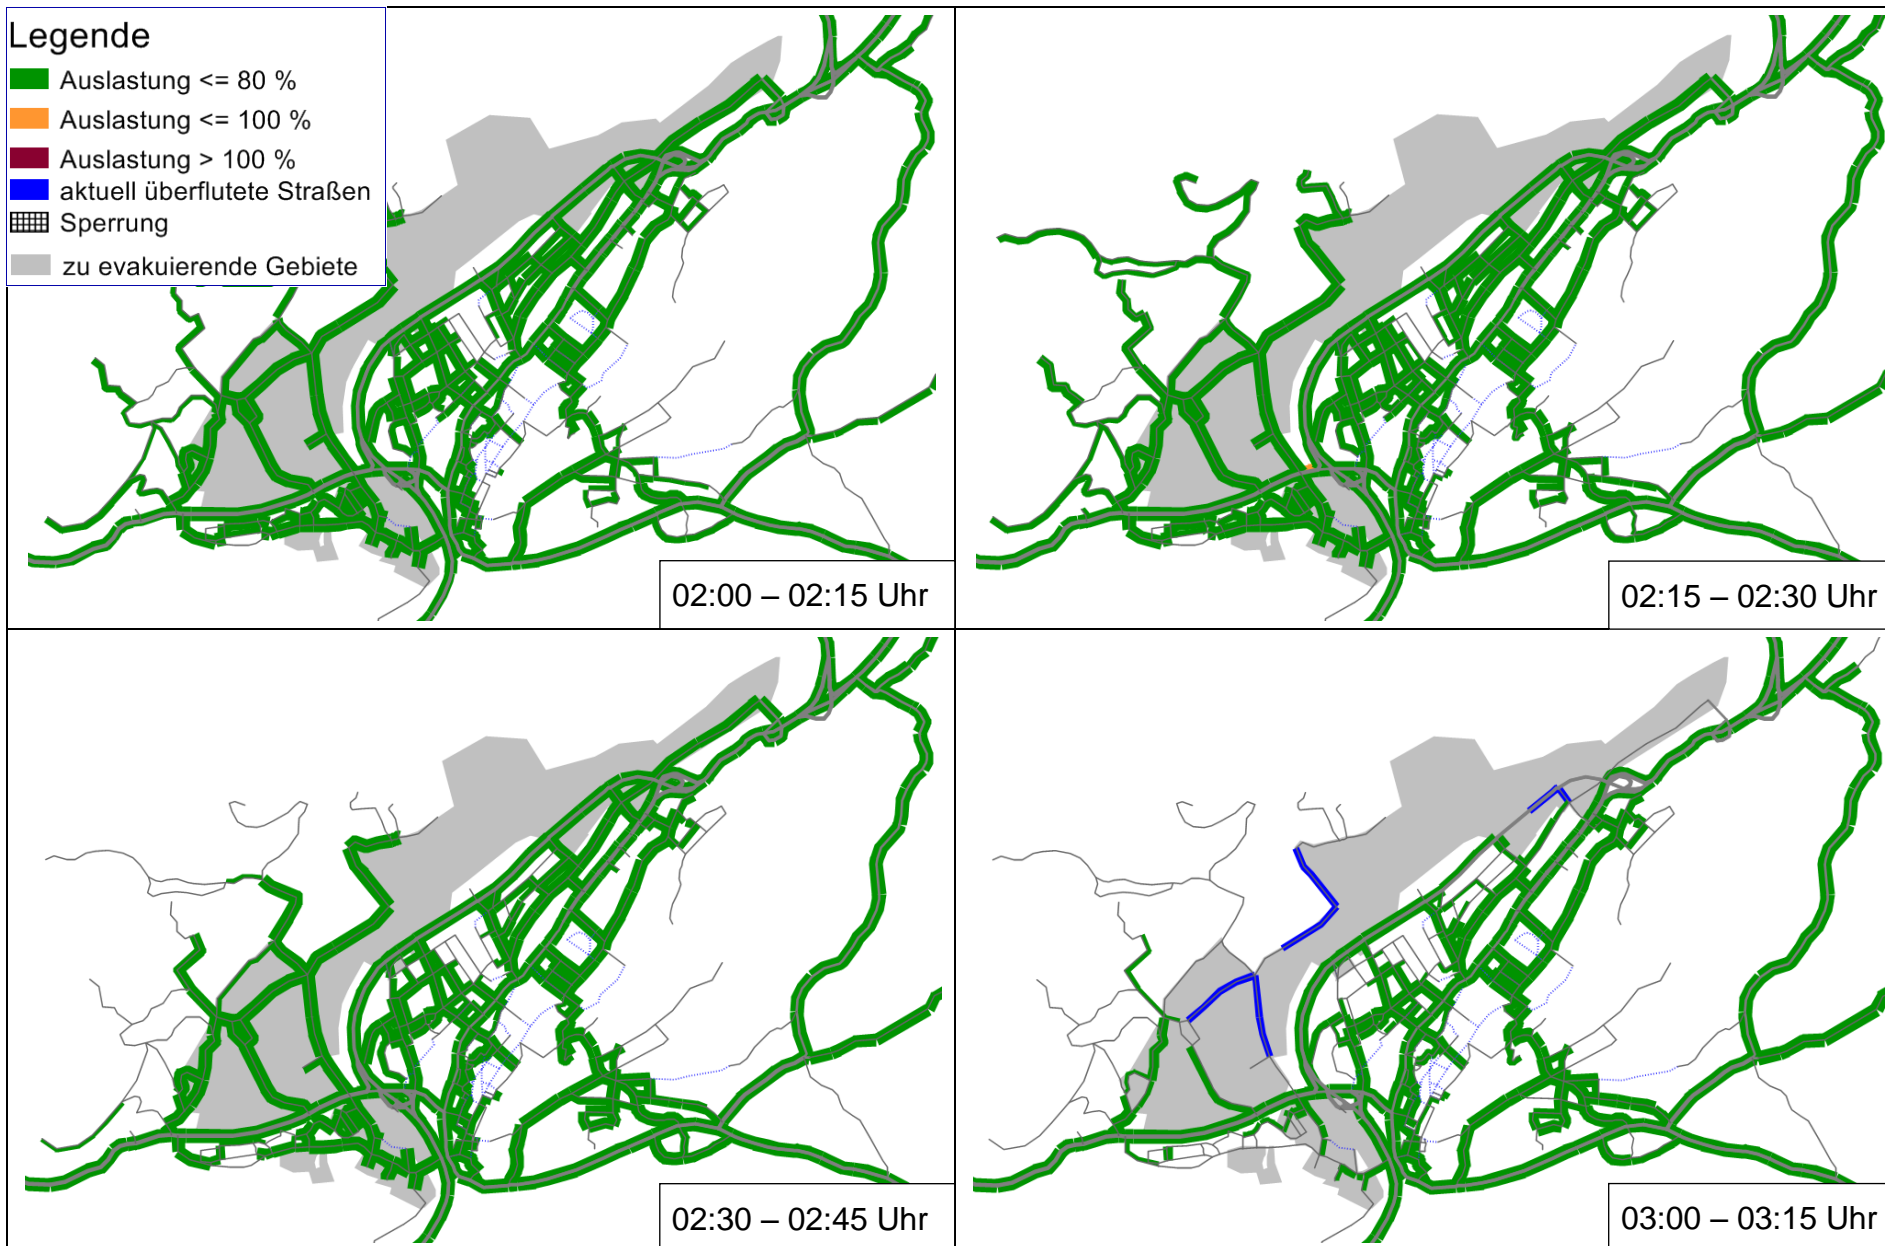 Legende
Auslastung <= 80 %
Auslastung <= 100 %
Auslastung > 100 %
aktuell überflutete Straßen
Sperrung
zu evakuierende Gebiete
02:00 – 02:15 Uhr
02:15 – 02:30 Uhr
02:30 – 02:45 Uhr
03:00 – 03:15 Uhr